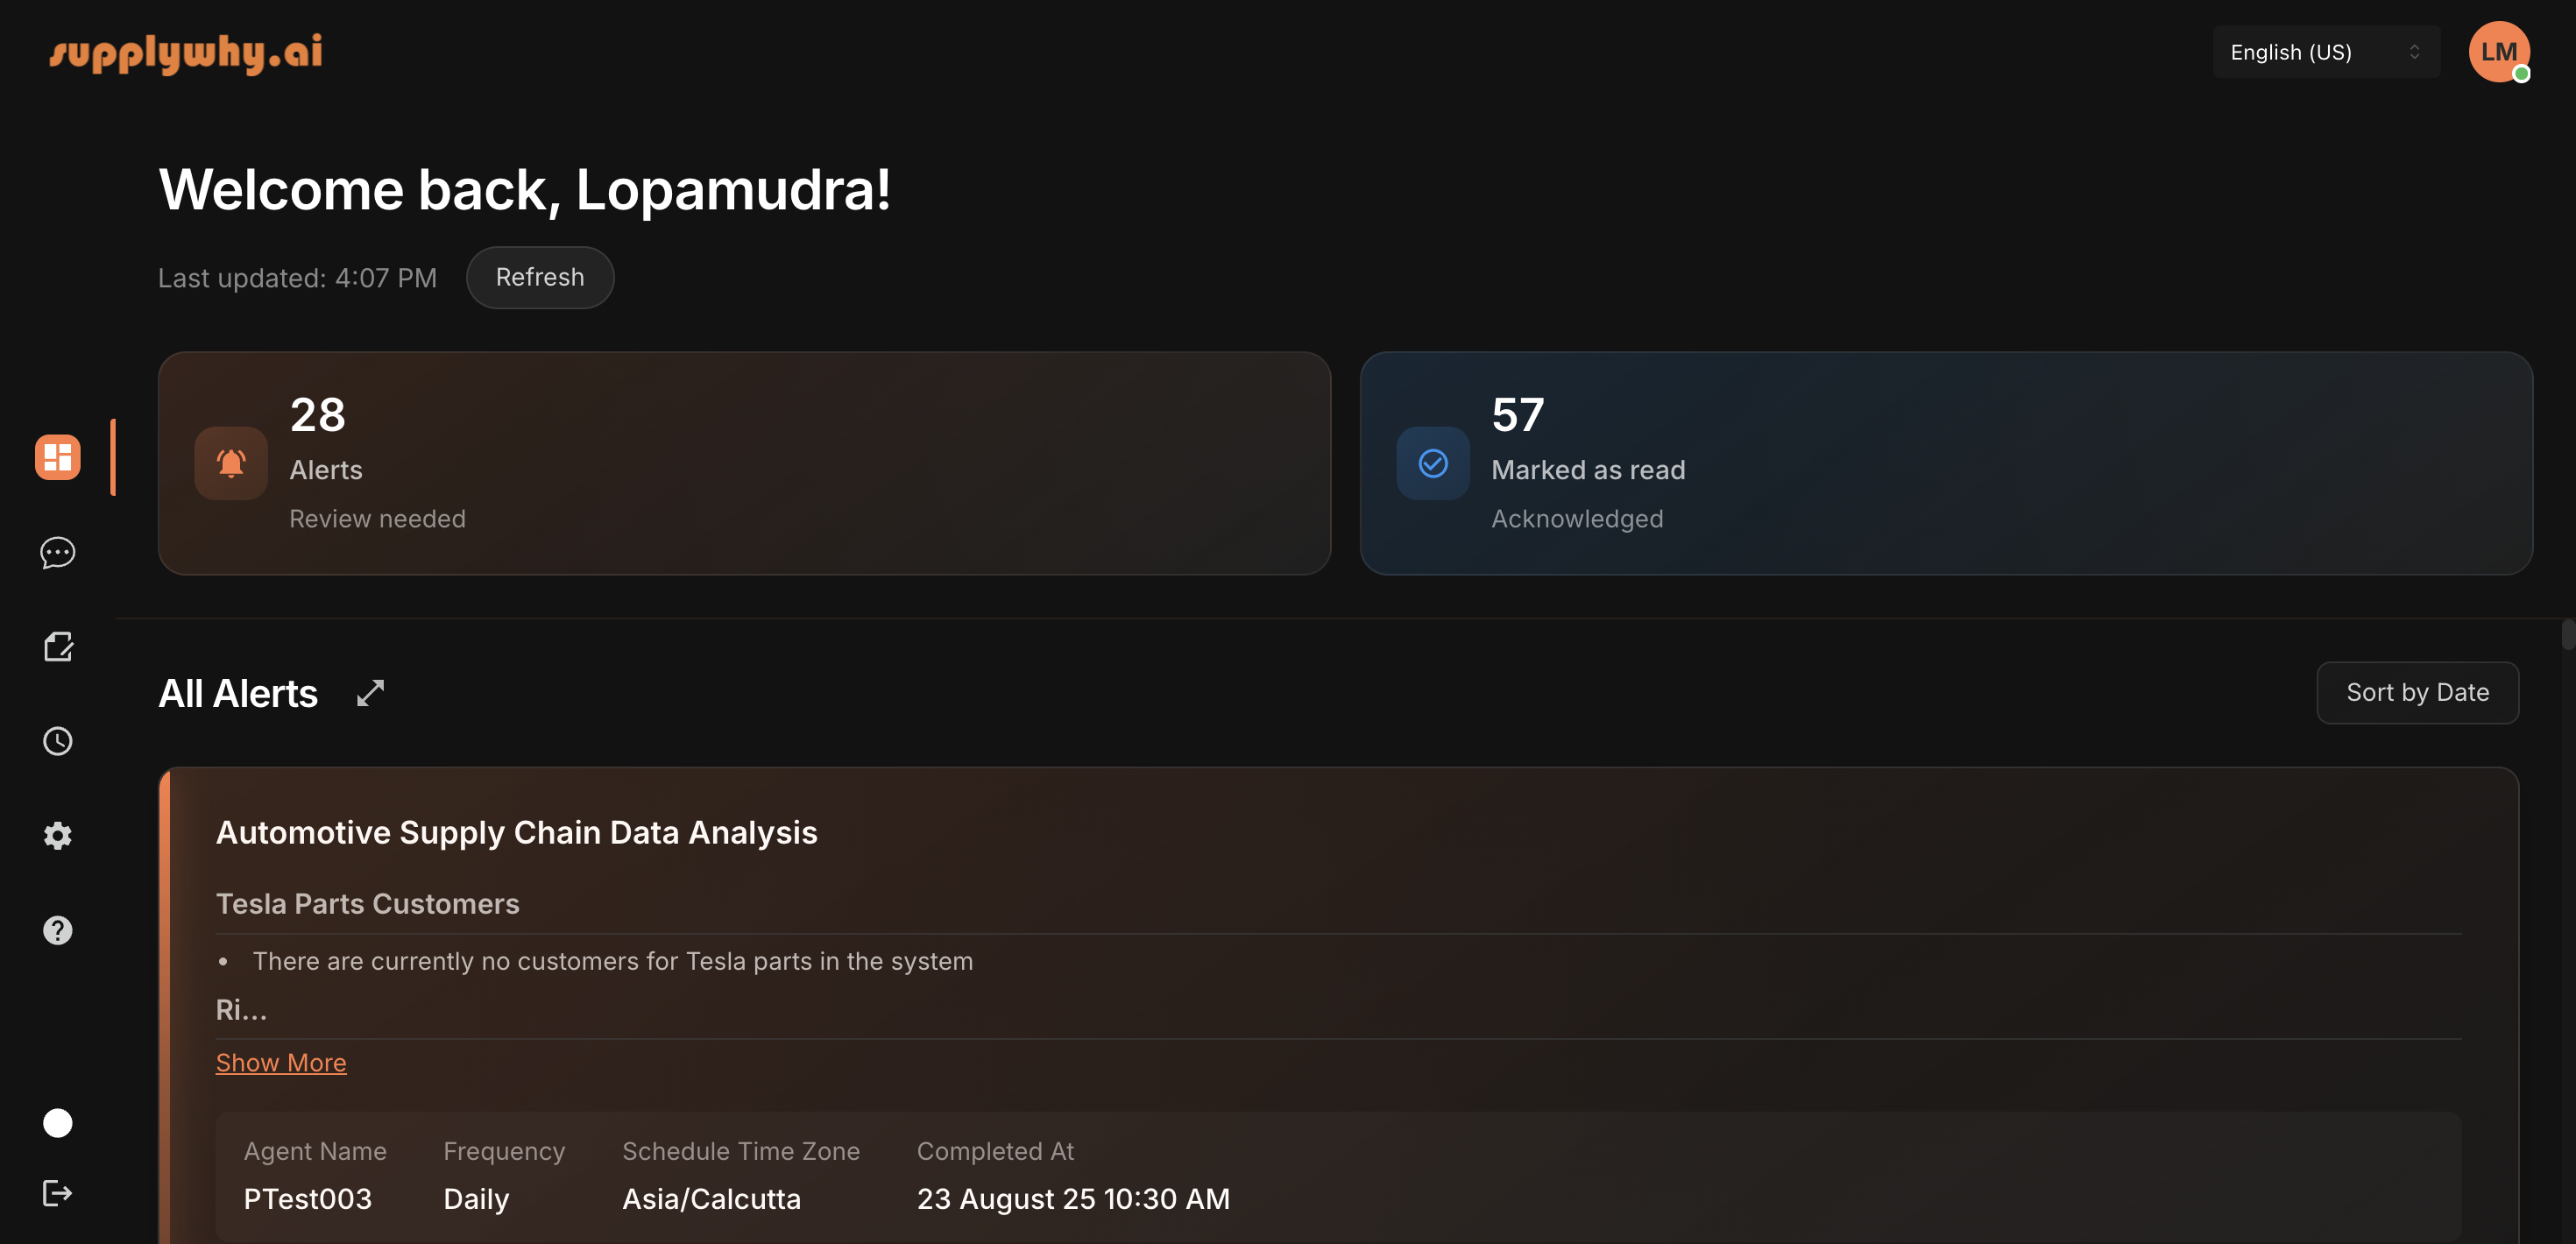 supplywhy.ai
English (US)
LM
Welcome back, Lopamudra!
Last updated: 4:07 PM
Refresh
28
Alerts
Review needed
57
Marked as read
Acknowledged
All Alerts
Sort by Date
Automotive Supply Chain Data Analysis
Tesla Parts Customers
• There are currently no customers for Tesla parts in the system
Ri...
Show More
Agent Name Frequency Schedule Time Zone Completed At
PTest003 Daily Asia/Calcutta 23 August 25 10:30 AM